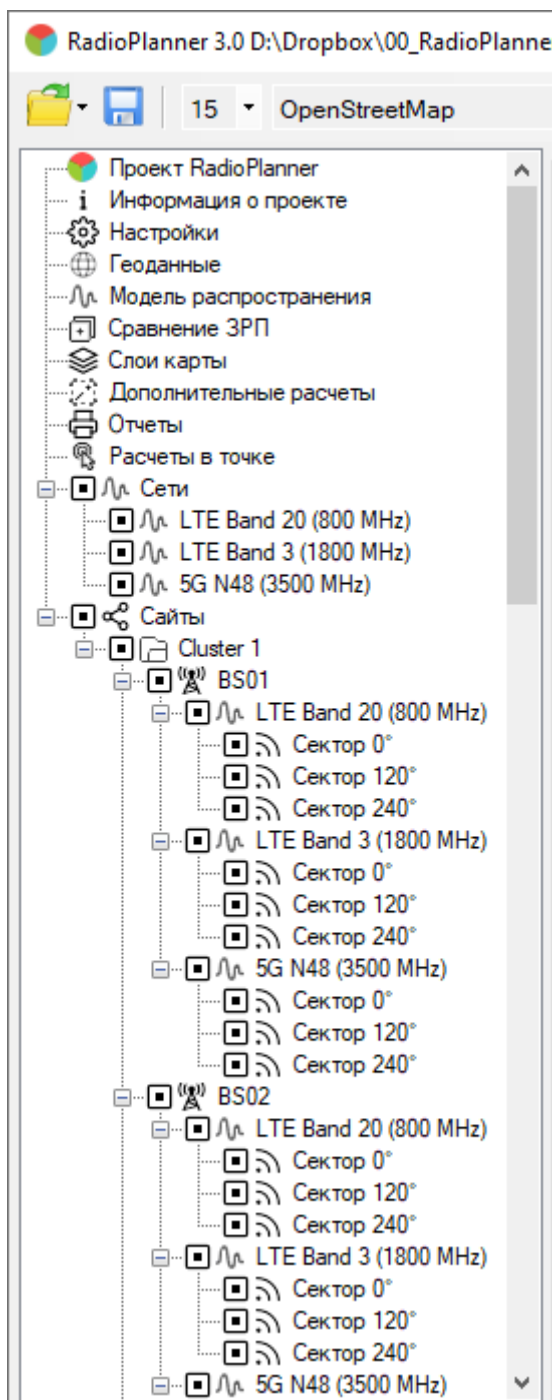 RadioPlanner 3.0 D:\Dropbox\00_RadioPlanne
15 OpenStreetMap
Проект RadioPlanner
Информация о проекте
Настройки
Геоданные
Модель распространения
Сравнение ЗРП
Слои карты
Дополнительные расчеты
Отчеты
Расчеты в точке
Сети
LTE Band 20 (800 MHz)
LTE Band 3 (1800 MHz)
5G N48 (3500 MHz)
Сайты
Cluster 1
BS01
LTE Band 20 (800 MHz)
Сектор 0°
Сектор 120°
Сектор 240°
LTE Band 3 (1800 MHz)
Сектор 0°
Сектор 120°
Сектор 240°
5G N48 (3500 MHz)
Сектор 0°
Сектор 120°
Сектор 240°
BS02
LTE Band 20 (800 MHz)
Сектор 0°
Сектор 120°
Сектор 240°
LTE Band 3 (1800 MHz)
Сектор 0°
Сектор 120°
Сектор 240°
5G N48 (3500 MHz)